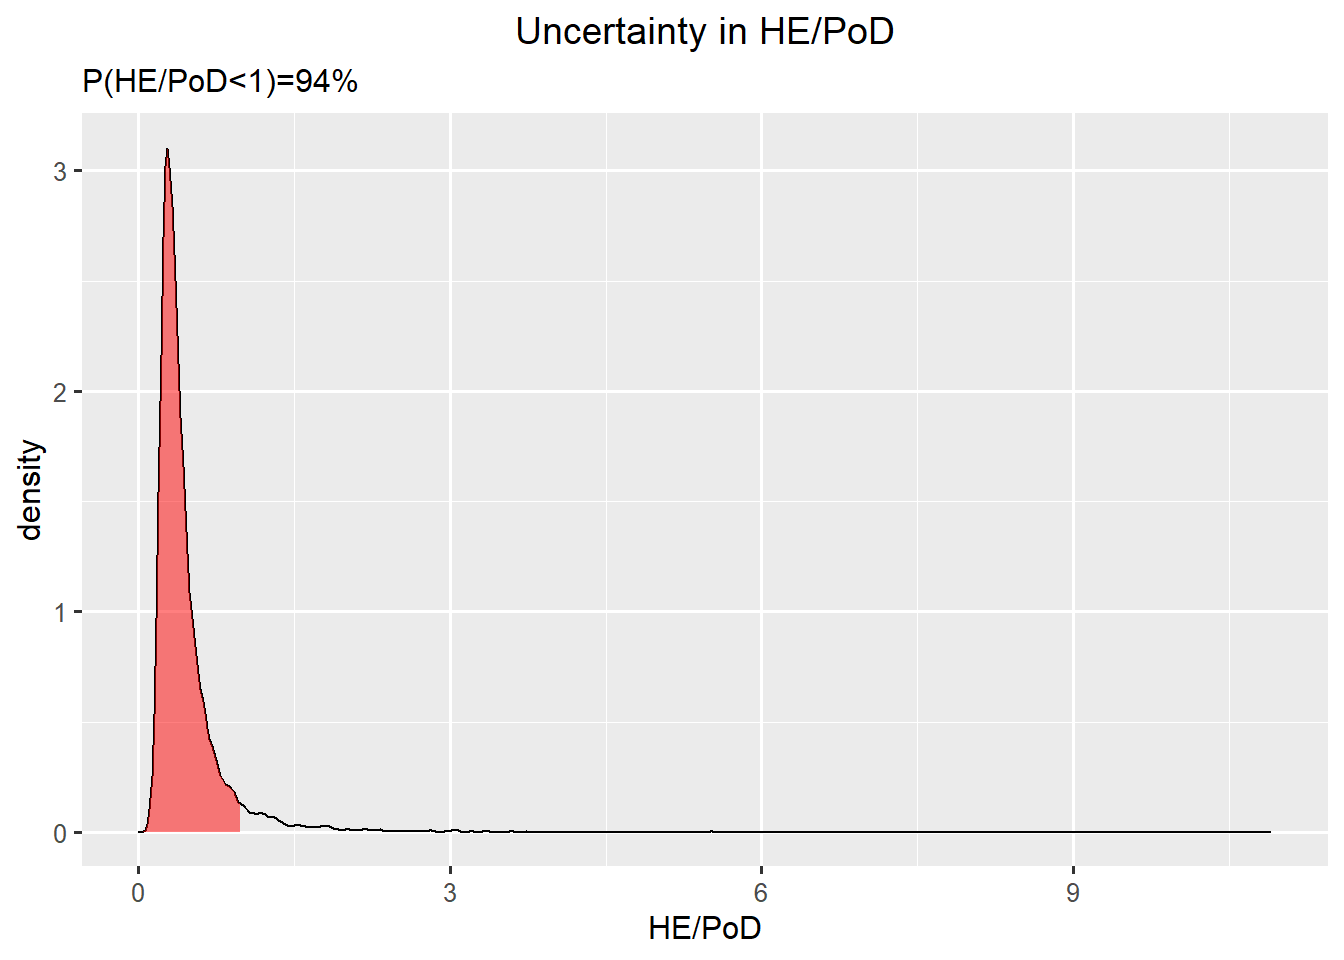 Uncertainty in HE/PoD
P(HE/PoD<1)=94%
3
2
1
0
density
0 3 6 9
HE/PoD